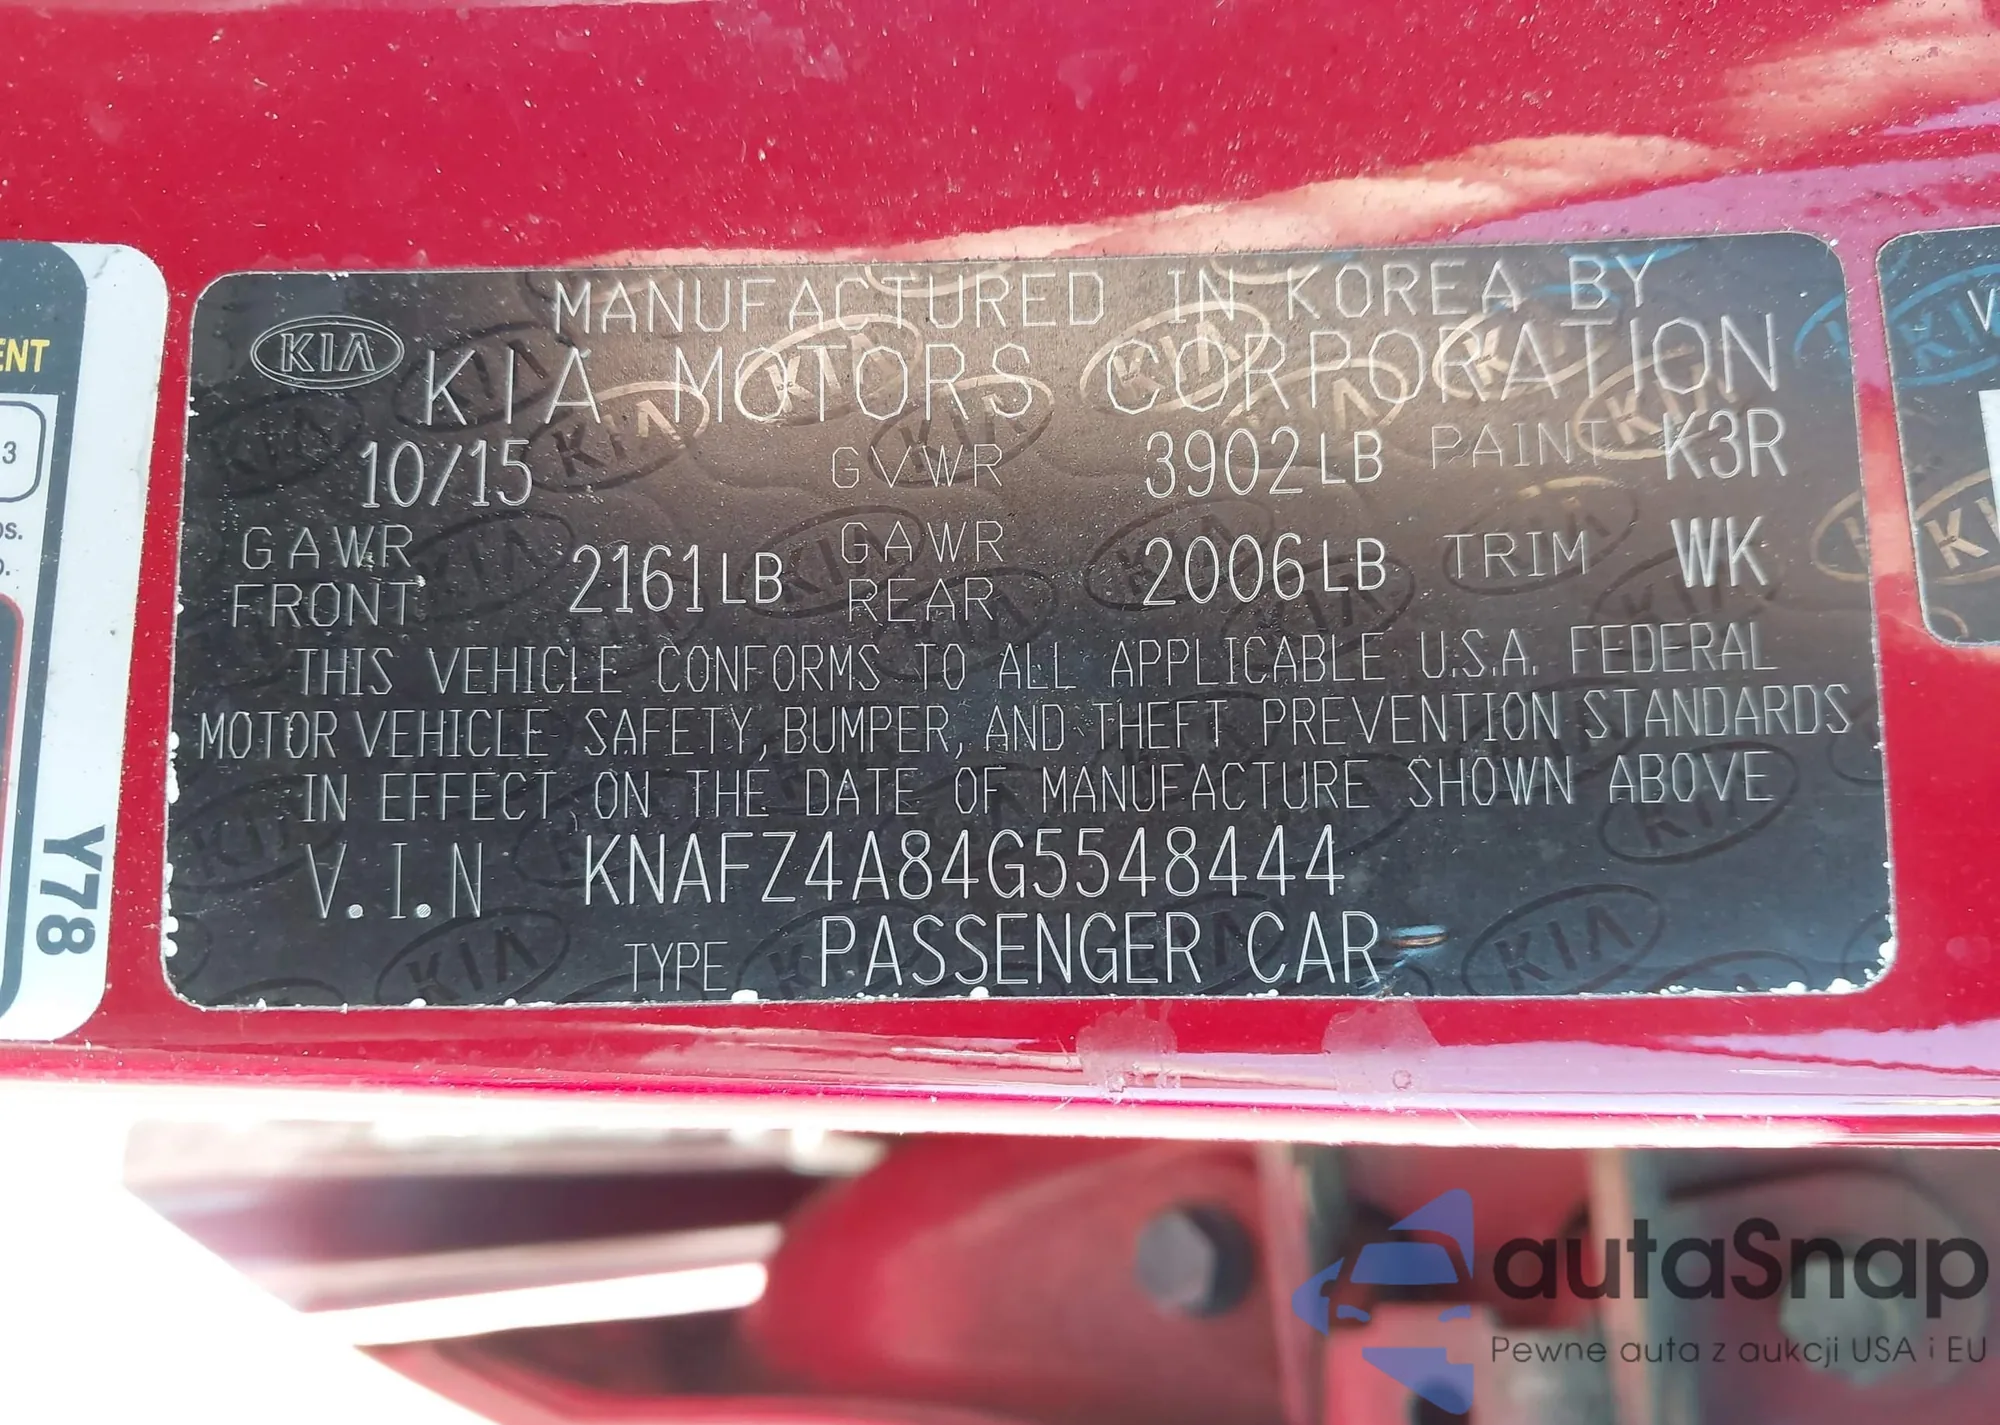 MANUFACTURED IN KOREA BY
KIA
KIA MOTORS CORPORATION
10/15 GVWR 3902LB PAINT K3R
GAWR FRONT 2161LB GAWR REAR 2006LB TRIM WK
THIS VEHICLE CONFORMS TO ALL APPLICABLE U.S.A. FEDERAL
MOTOR VEHICLE SAFETY, BUMPER, AND THEFT PREVENTION STANDARDS
IN EFFECT ON THE DATE OF MANUFACTURE SHOWN ABOVE
V.I.N KNAFZ4A84G5548444
TYPE PASSENGER CAR
ENT
3
Y78
autaSnap
Pewne auta z aukcji USA i EU